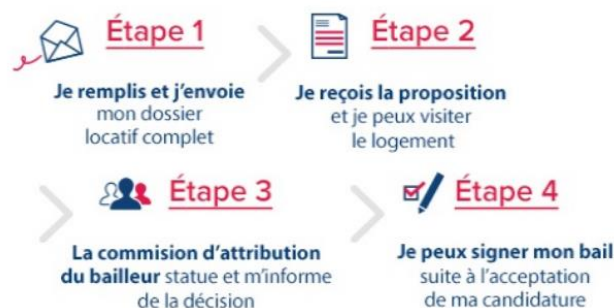 Étape 1
Je remplis et j'envoie
mon dossier
locatif complet
Étape 2
Je reçois la proposition
et je peux visiter
le logement
Étape 3
La commision d'attribution
du bailleur statue et m'informe
de la décision
Étape 4
Je peux signer mon bail
suite à l'acceptation
de ma candidature